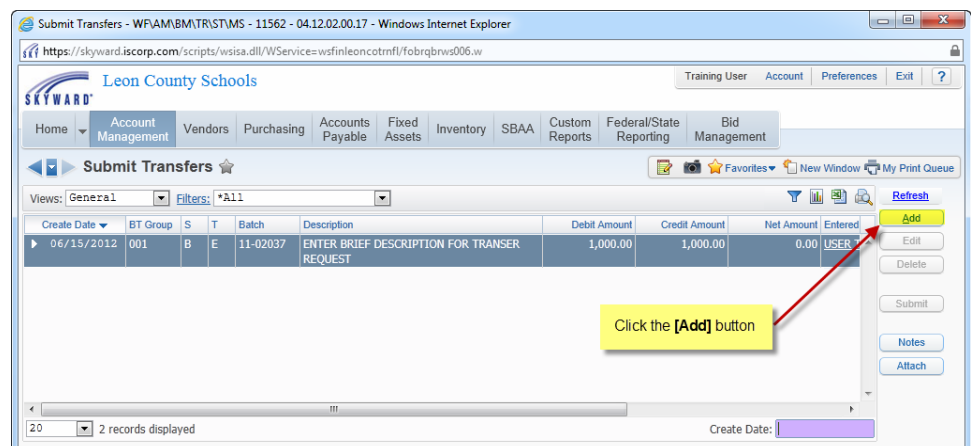 Submit Transfers - WF\AM\BM\TR\ST\MS - 11562 - 04.12.02.00.17 - Windows Internet Explorer
https://skyward.iscorp.com/scripts/wsisa.dll/WService=wsfinleoncotrnfl/fobrqbrws006.w
SKYWARD Leon County Schools Training User Account Preferences Exit ?
Home Account Management Vendors Purchasing Accounts Payable Fixed Assets Inventory SBAA Custom Reports Federal/State Reporting Bid Management
Submit Transfers Favorites New Window My Print Queue
Views: General Filters: *All Refresh
Create Date BT Group S T Batch Description Debit Amount Credit Amount Net Amount Entered
Add
06/15/2012 001 B E 11-02037 ENTER BRIEF DESCRIPTION FOR TRANSER 1,000.00 1,000.00 0.00 USER
REQUEST
Edit
Delete
Submit
Click the [Add] button
Notes
Attach
20 2 records displayed Create Date: